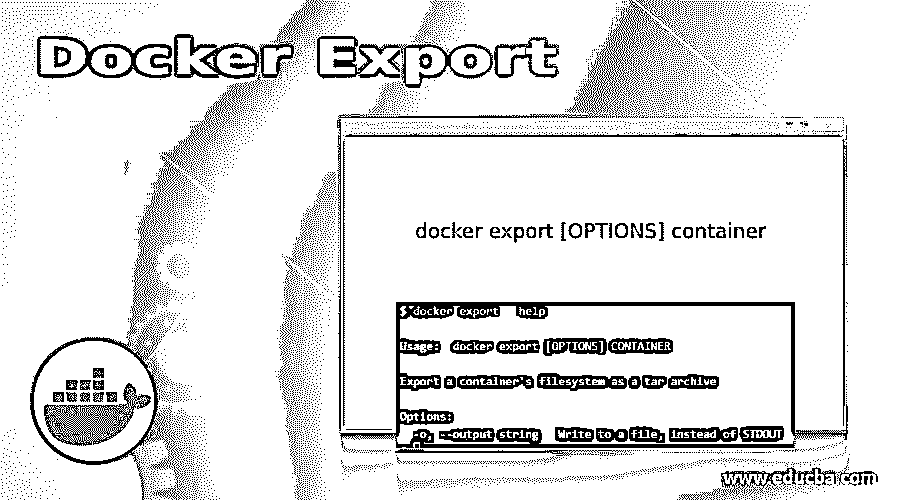 Docker Export
docker export [OPTIONS] container
$ docker export help
Usage: docker export [OPTIONS] CONTAINER
Export a container's filesystem as a tar archive
Options:
-o, --output string Write to a file, instead of STDOUT
www.educba.com